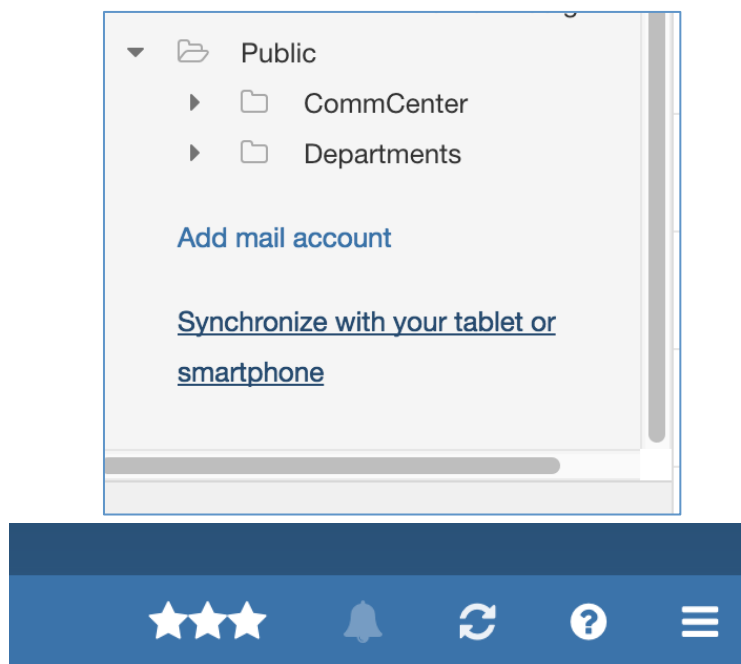 Public
CommCenter
Departments
Add mail account
Synchronize with your tablet or
smartphone
?